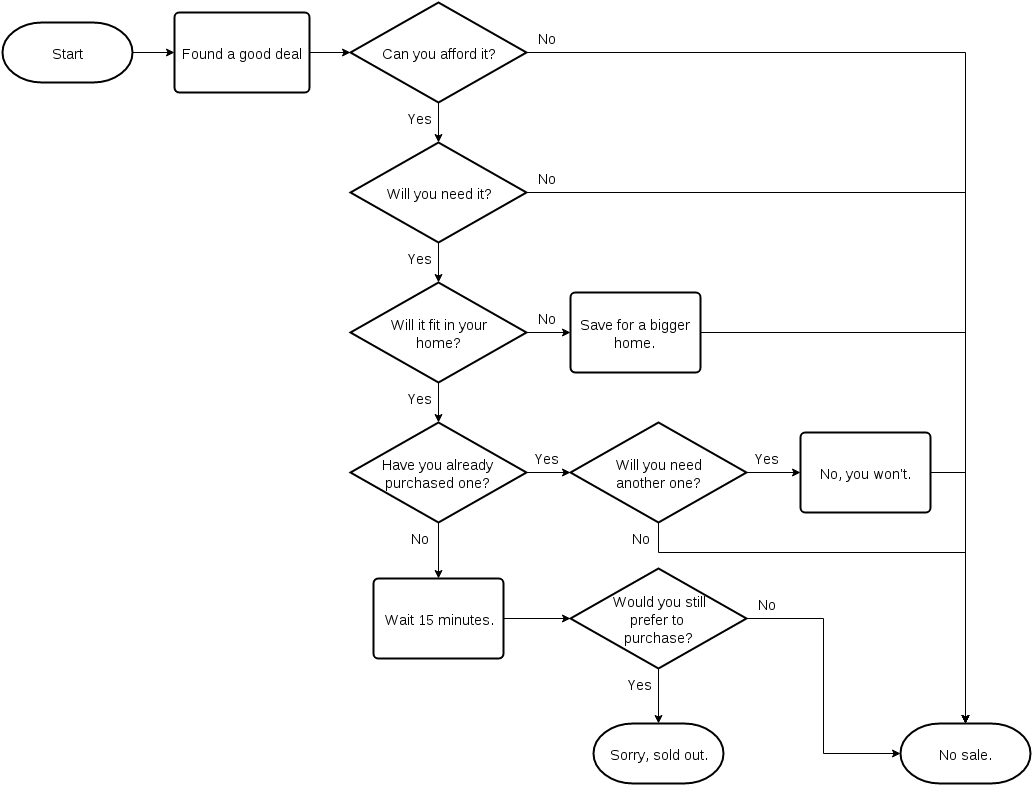 Start
Found a good deal
Can you afford it?
No
Yes
Will you need it?
No
Yes
Will it fit in your
home?
No
Save for a bigger
home.
Yes
Have you already
purchased one?
Yes
Will you need
another one?
Yes
No, you won't.
No
No
Wait 15 minutes.
Would you still
prefer to
purchase?
No
Yes
Sorry, sold out.
No sale.